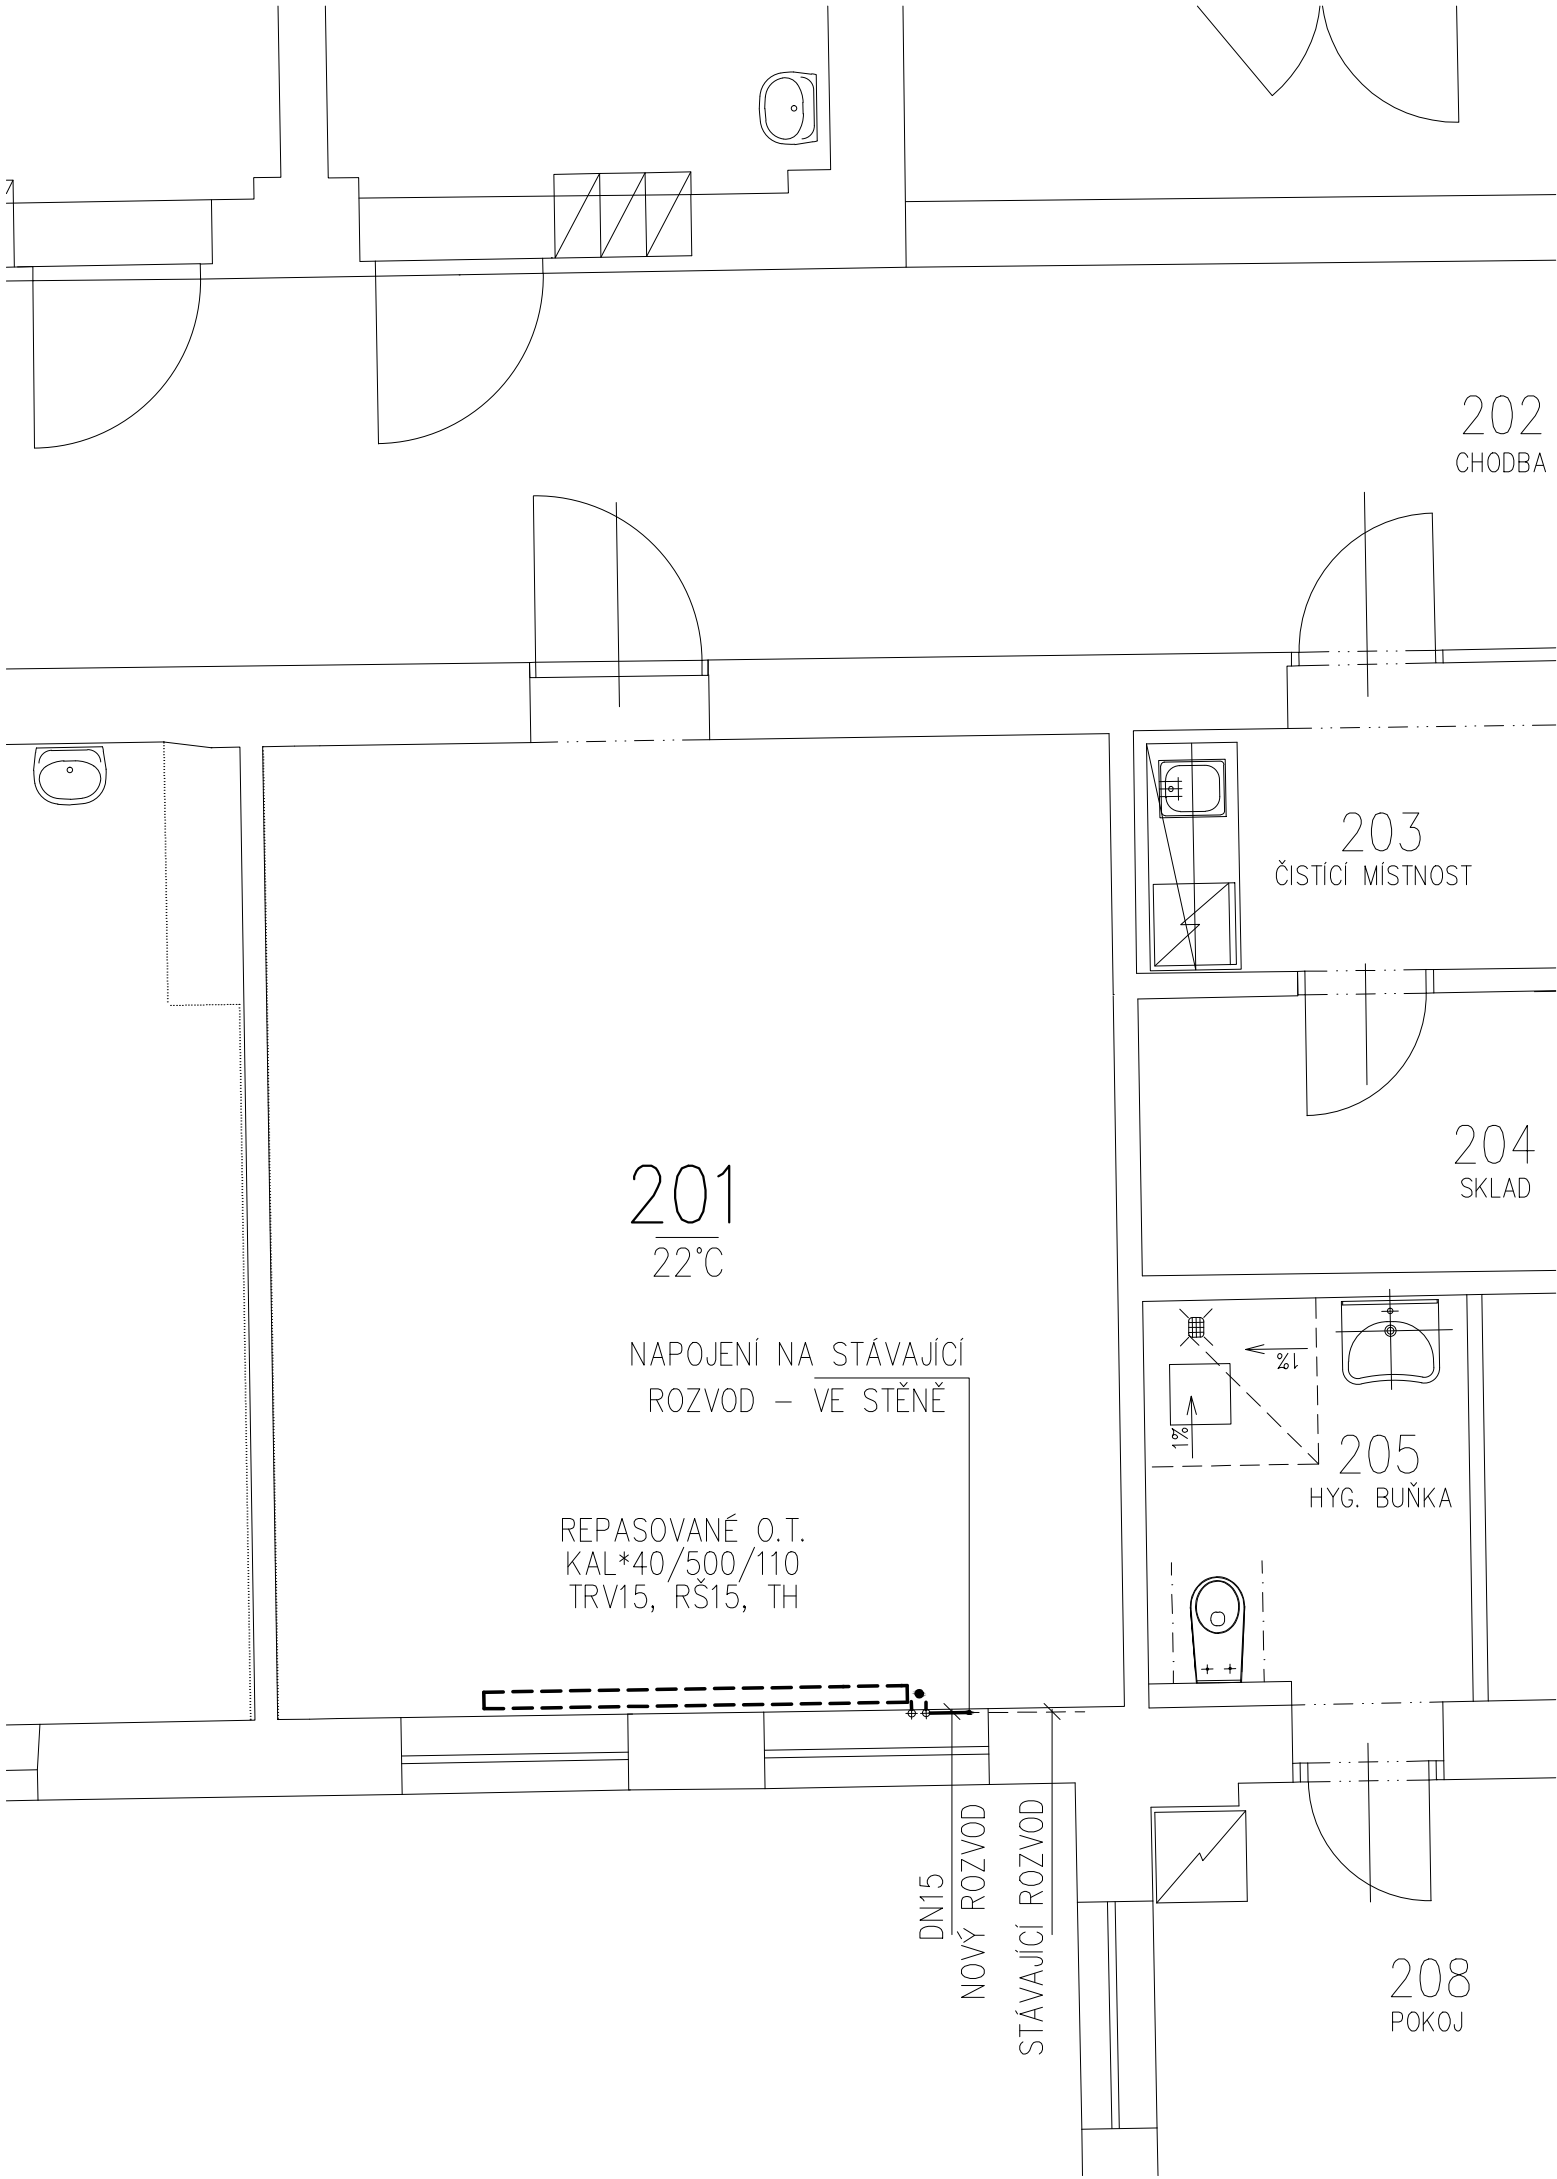 202
CHODBA
203
ČISTÍCÍ MÍSTNOST
204
SKLAD
201
22°C
NAPOJENÍ NA STÁVAJÍCÍ
ROZVOD – VE STĚNĚ
1%
1%
205
HYG. BUŇKA
REPASOVANÉ O.T.
KAL*40/500/110
TRV15, RŠ15, TH
DN15
NOVÝ ROZVOD
STÁVAJÍCÍ ROZVOD
208
POKOJ